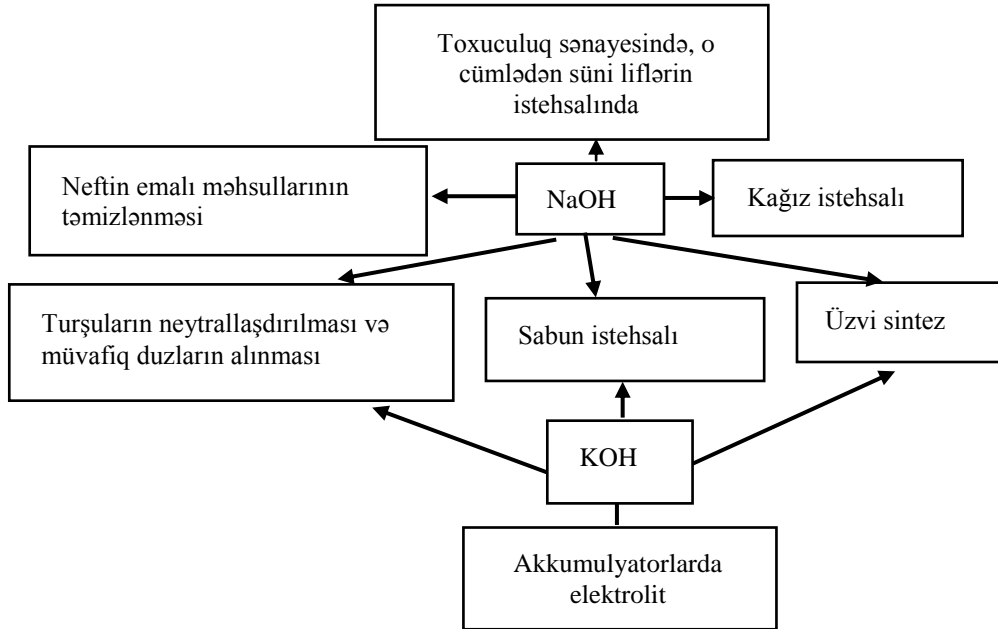 Toxuculuq sənayesində, o
cümlədən süni liflərin
istehsalında
Neftin emalı məhsullarının
təmizlənməsi
NaOH
Kağız istehsalı
Turşuların neytrallaşdırılması və
müvafiq duzların alınması
Sabun istehsalı
Üzvi sintez
KOH
Akkumulyatorlarda
elektrolit